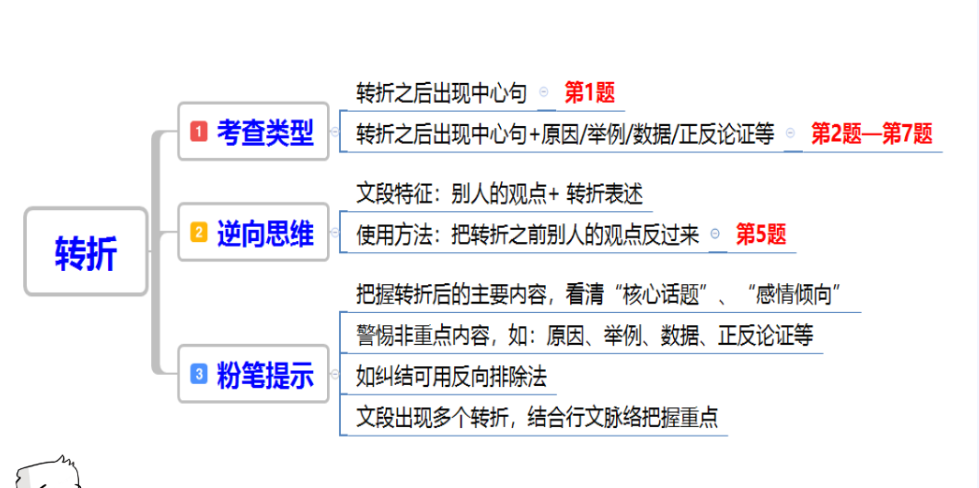 转折
1 考查类型
转折之后出现中心句 第1题
转折之后出现中心句+原因/举例/数据/正反论证等 第2题—第7题
2 逆向思维
文段特征：别人的观点+ 转折表述
使用方法：把转折之前别人的观点反过来 第5题
3 粉笔提示
把握转折后的主要内容，看清“核心话题”、“感情倾向”
警惕非重点内容，如：原因、举例、数据、正反论证等
如纠结可用反向排除法
文段出现多个转折，结合行文脉络把握重点